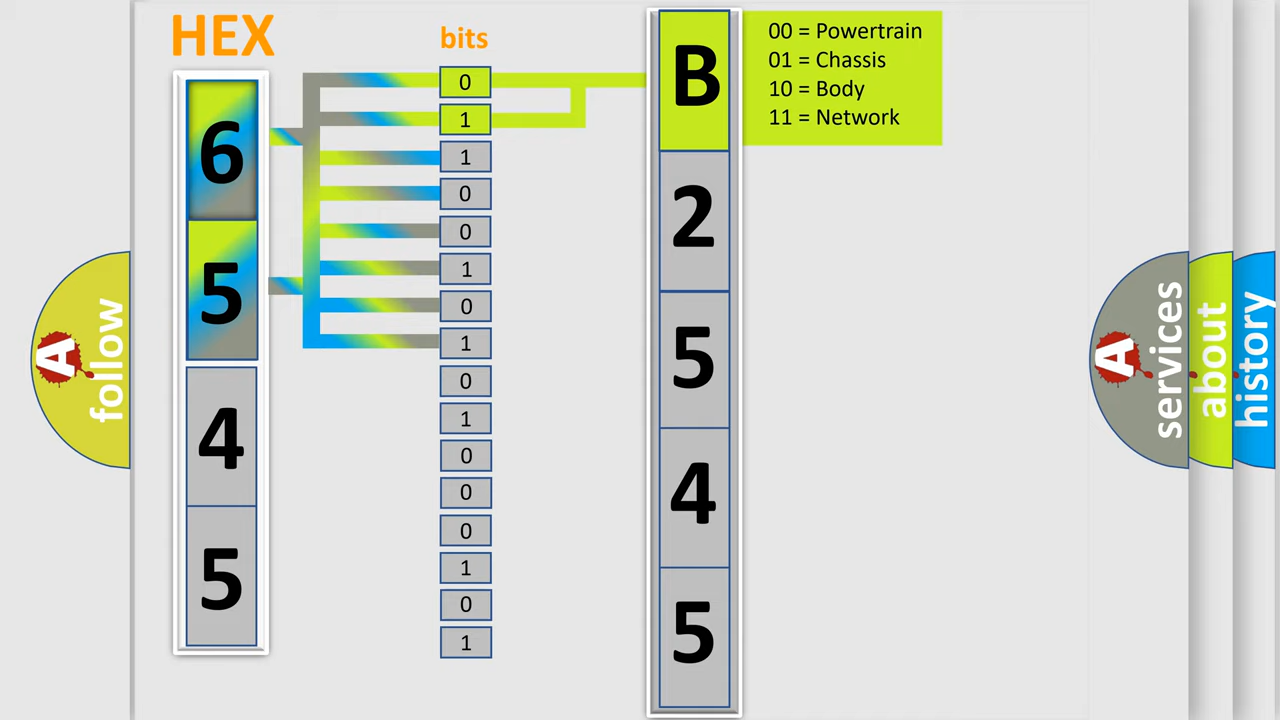 HEX
bits
6
5
4
5
0
1
1
0
0
1
0
1
0
1
0
0
0
1
0
1
B
2
5
4
5
00 = Powertrain
01 = Chassis
10 = Body
11 = Network
A
follow
A
services
about
history